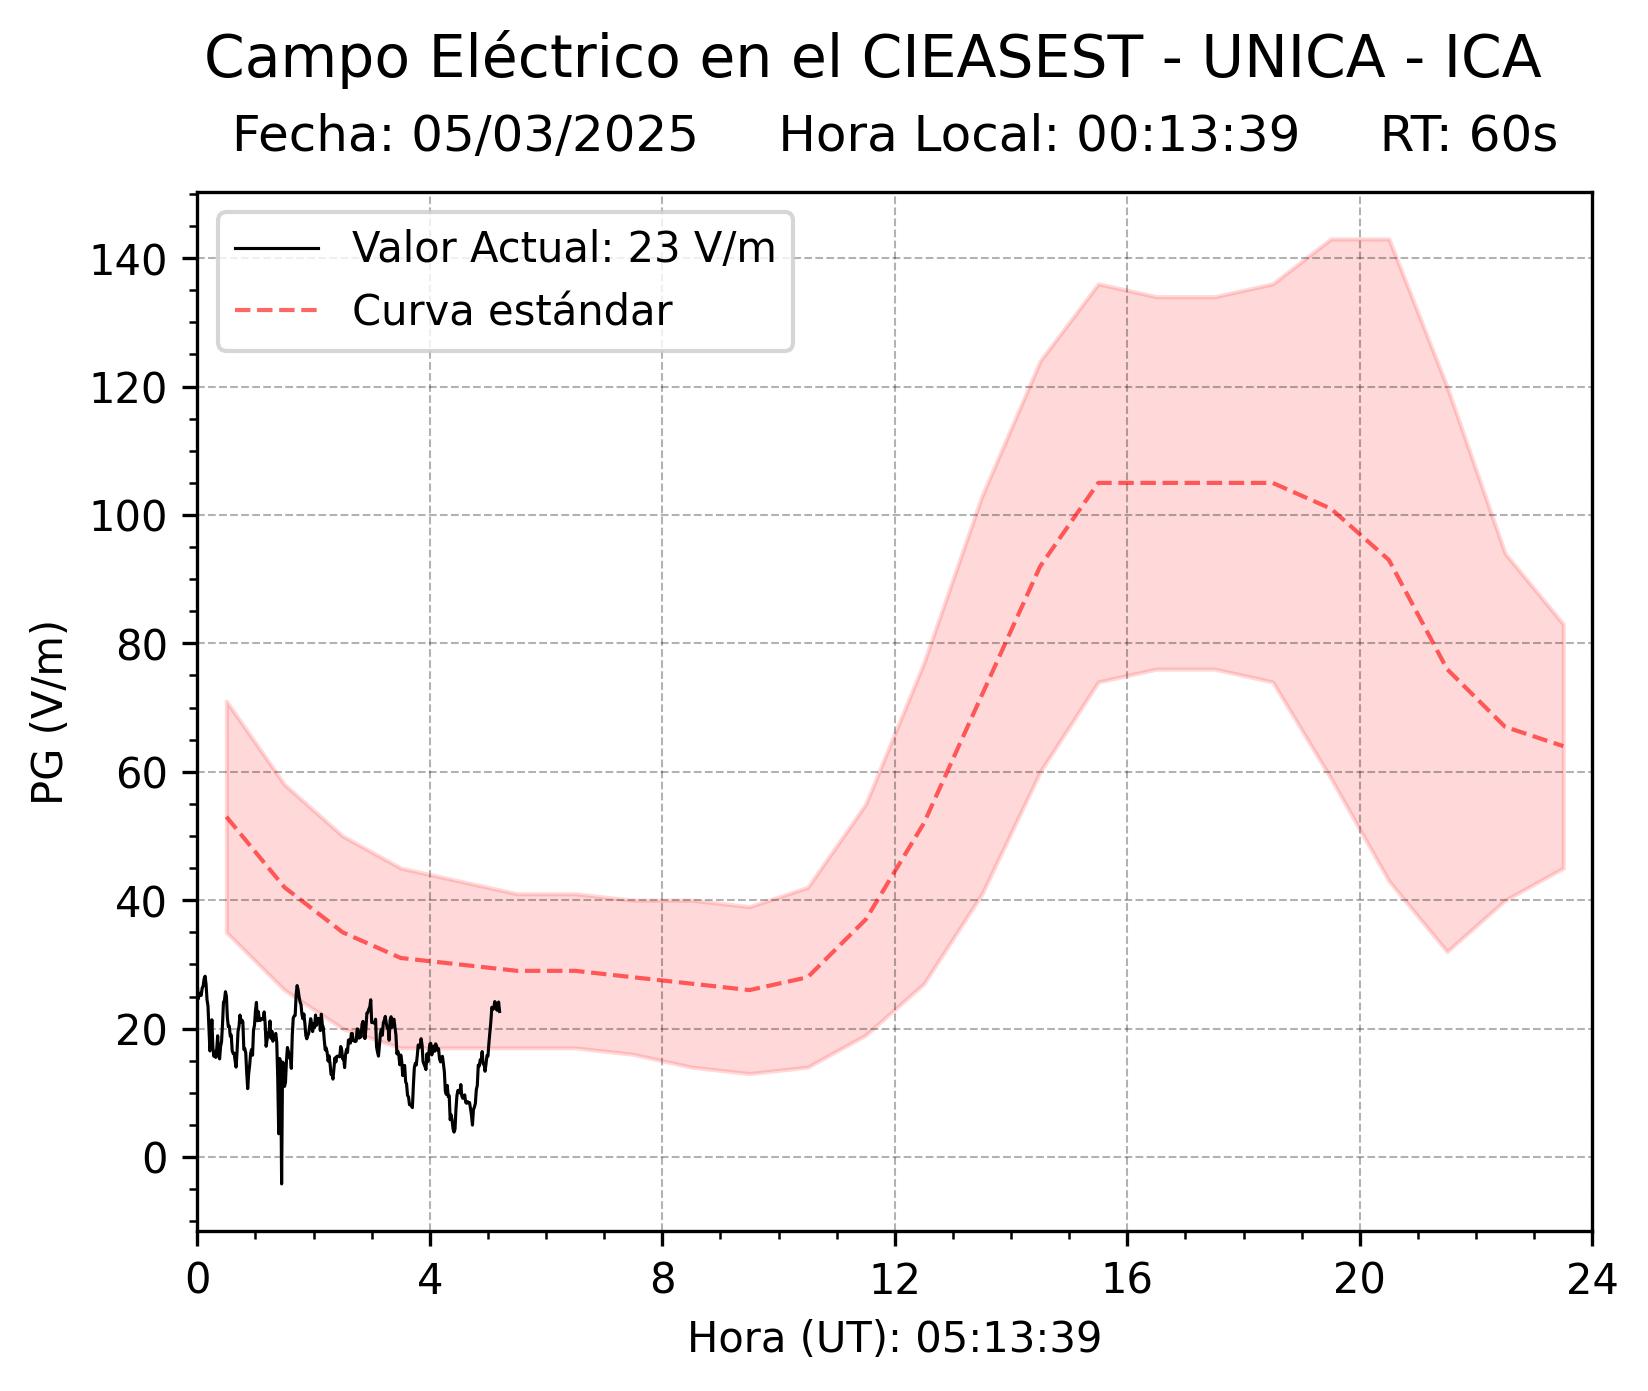 Campo Eléctrico en el CIEASEST - UNICA - ICA
Fecha: 05/03/2025 Hora Local: 00:13:39 RT: 60s
Valor Actual: 23 V/m
Curva estándar
PG (V/m)
140
120
100
80
60
40
20
0
0 4 8 12 16 20 24
Hora (UT): 05:13:39